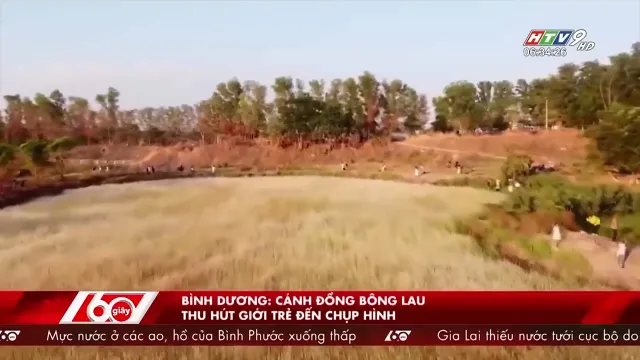 HTV9 HD
06:34:26
60 giây
BÌNH DƯƠNG: CÁNH ĐỒNG BÔNG LAU
THU HÚT GIỚI TRẺ ĐẾN CHỤP HÌNH
Mực nước ở các ao, hồ của Bình Phước xuống thấp
Gia Lai thiếu nước tưới cục bộ do